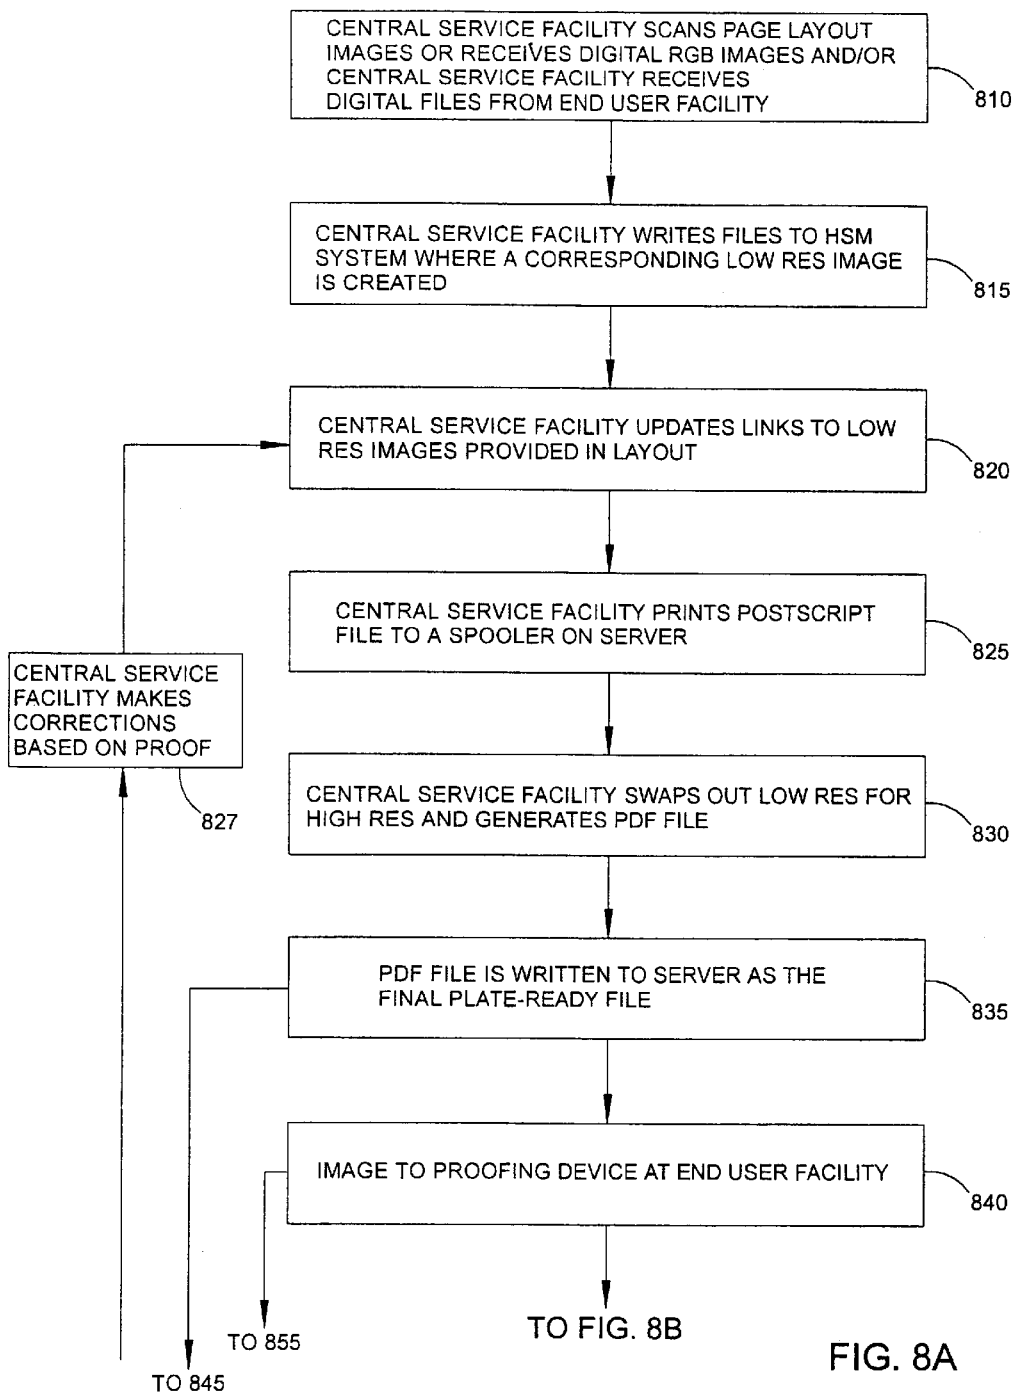 CENTRAL SERVICE FACILITY SCANS PAGE LAYOUT
IMAGES OR RECEIVES DIGITAL RGB IMAGES AND/OR
CENTRAL SERVICE FACILITY RECEIVES
DIGITAL FILES FROM END USER FACILITY
810
CENTRAL SERVICE FACILITY WRITES FILES TO HSM
SYSTEM WHERE A CORRESPONDING LOW RES IMAGE
IS CREATED
815
CENTRAL SERVICE FACILITY UPDATES LINKS TO LOW
RES IMAGES PROVIDED IN LAYOUT
820
CENTRAL SERVICE FACILITY PRINTS POSTSCRIPT
FILE TO A SPOOLER ON SERVER
825
CENTRAL SERVICE
FACILITY MAKES
CORRECTIONS
BASED ON PROOF
827
CENTRAL SERVICE FACILITY SWAPS OUT LOW RES FOR
HIGH RES AND GENERATES PDF FILE
830
PDF FILE IS WRITTEN TO SERVER AS THE
FINAL PLATE-READY FILE
835
IMAGE TO PROOFING DEVICE AT END USER FACILITY
840
TO 845
TO 855
TO FIG. 8B
FIG. 8A